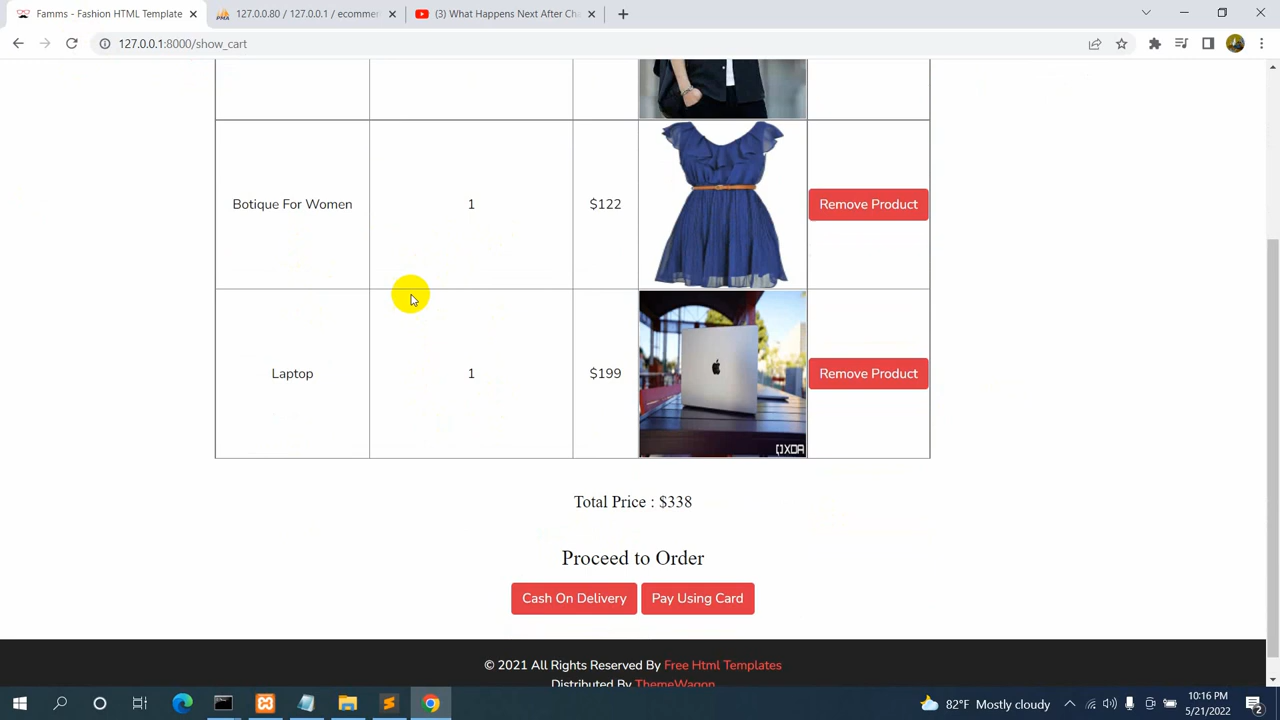 Famms - Fashion HTML Template
127.0.0.80 / 127.0.0.1 / ecommer
(3) What Happens Next After Cha
127.0.0.1:8000/show_cart
Botique For Women
1
$122
Remove Product
Laptop
1
$199
Remove Product
Total Price : $338
Proceed to Order
Cash On Delivery
Pay Using Card
© 2021 All Rights Reserved By Free Html Templates
Distributed By ThemeWagon
82°F Mostly cloudy
10:16 PM
5/21/2022
2